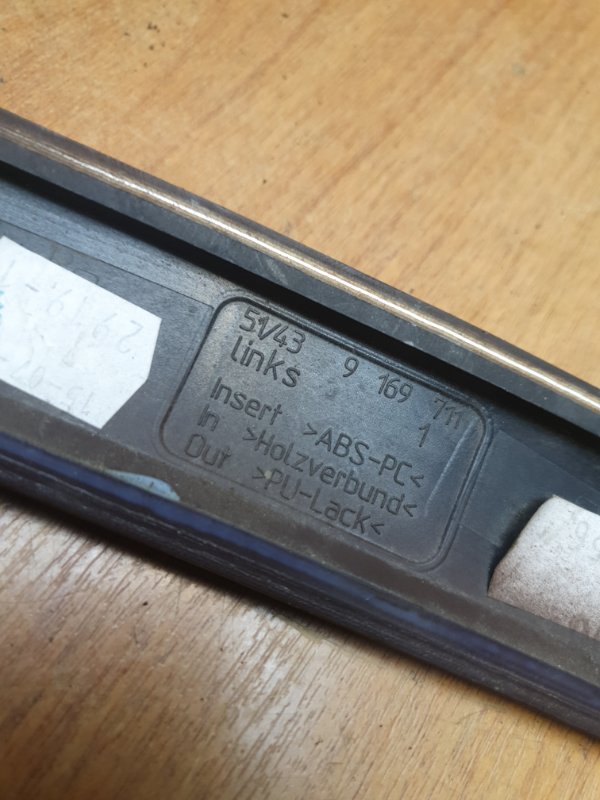 51/43 9 169 711
links 1
Insert >ABS-PC<
In >Holzverbund<
Out >PU-Lack<